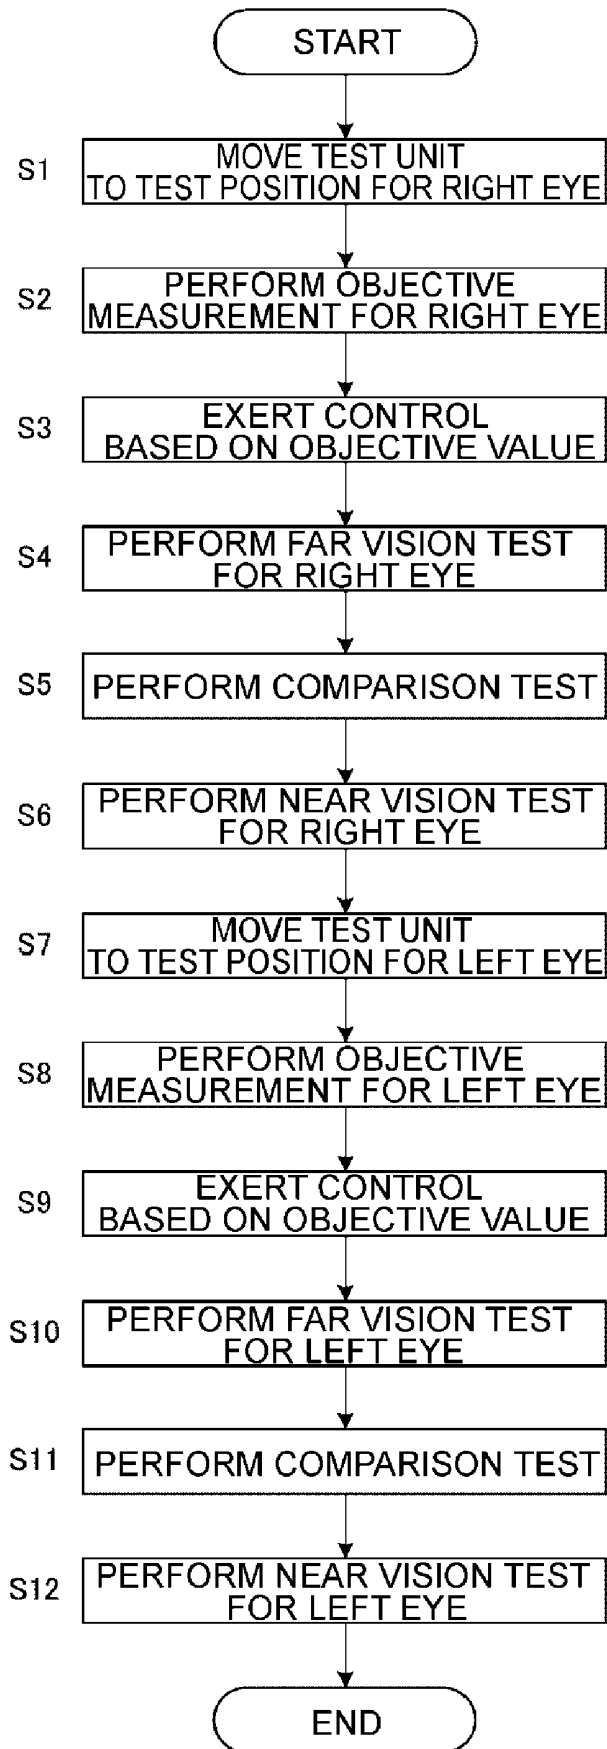 START
S1
MOVE TEST UNIT
TO TEST POSITION FOR RIGHT EYE
S2
PERFORM OBJECTIVE
MEASUREMENT FOR RIGHT EYE
S3
EXERT CONTROL
BASED ON OBJECTIVE VALUE
S4
PERFORM FAR VISION TEST
FOR RIGHT EYE
S5
PERFORM COMPARISON TEST
S6
PERFORM NEAR VISION TEST
FOR RIGHT EYE
S7
MOVE TEST UNIT
TO TEST POSITION FOR LEFT EYE
S8
PERFORM OBJECTIVE
MEASUREMENT FOR LEFT EYE
S9
EXERT CONTROL
BASED ON OBJECTIVE VALUE
S10
PERFORM FAR VISION TEST
FOR LEFT EYE
S11
PERFORM COMPARISON TEST
S12
PERFORM NEAR VISION TEST
FOR LEFT EYE
END